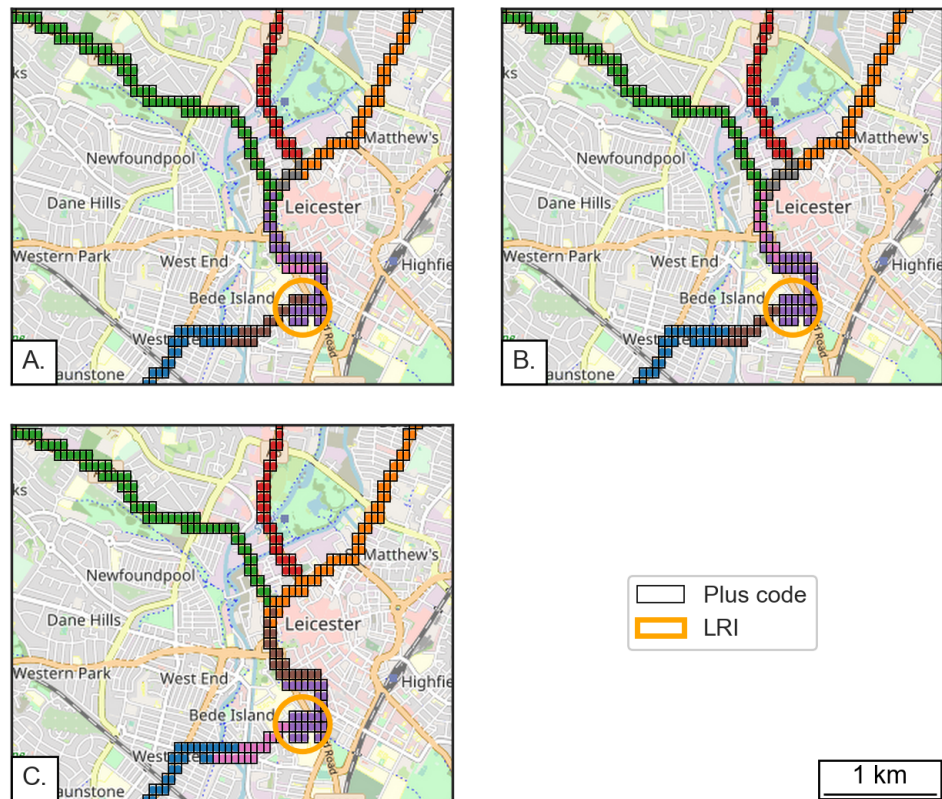 ks
Matthew's
Newfoundpool
Dane Hills
Leicester
Western Park
West End
Highfie
Bede Island
West
Road
aunstone
A.
ks
Matthew's
Newfoundpool
Dane Hills
Leicester
Western Park
West End
Highfie
Bede Island
West
Road
aunstone
B.
ks
Matthew's
Newfoundpool
Dane Hills
Leicester
Western Park
West End
Highfie
Bede Island
West
Road
aunstone
C.
Plus code
LRI
1 km